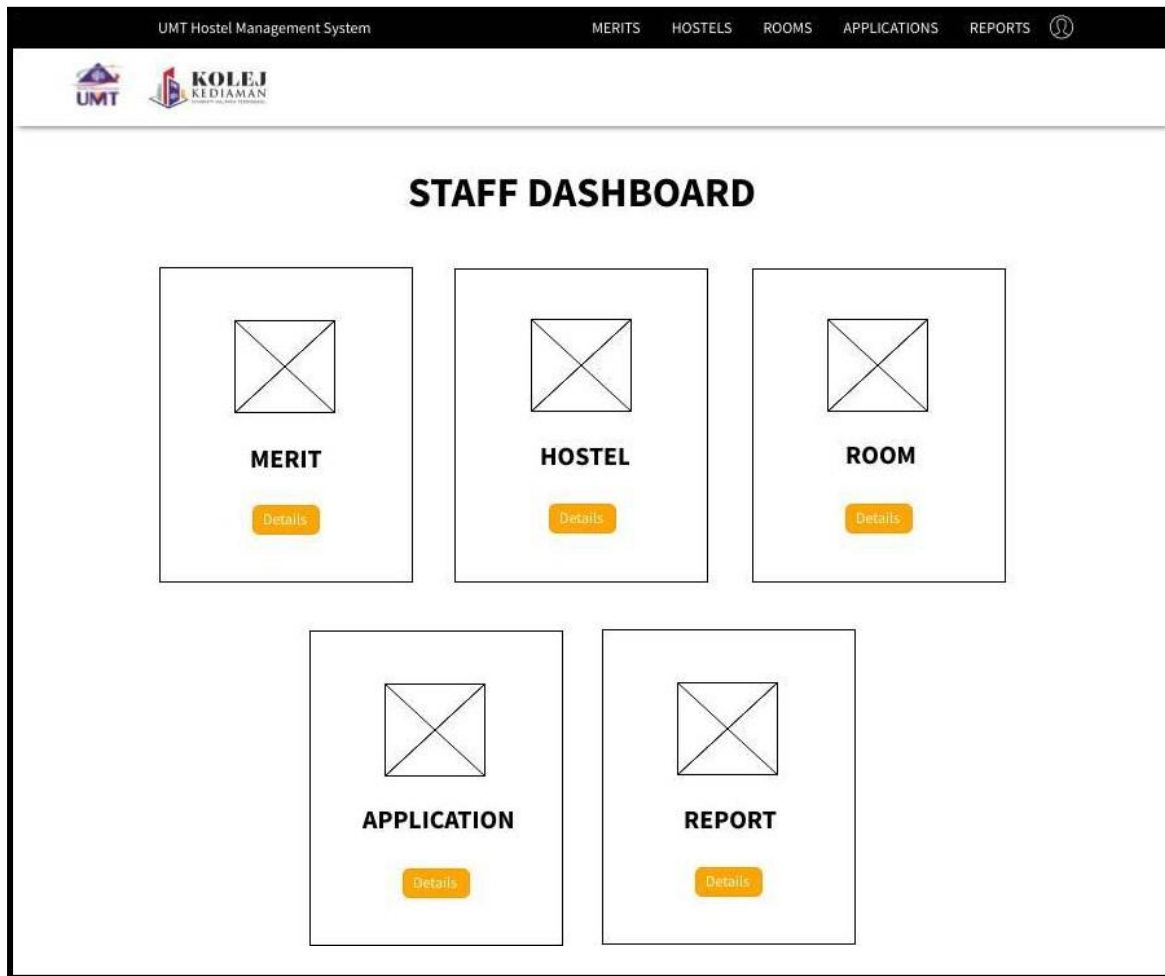 UMT Hostel Management System
MERITS HOSTELS ROOMS APPLICATIONS REPORTS
UMT
KOLEJ
KEDIAMAN
STAFF DASHBOARD
MERIT HOSTEL ROOM
Details Details Details
APPLICATION REPORT
Details Details